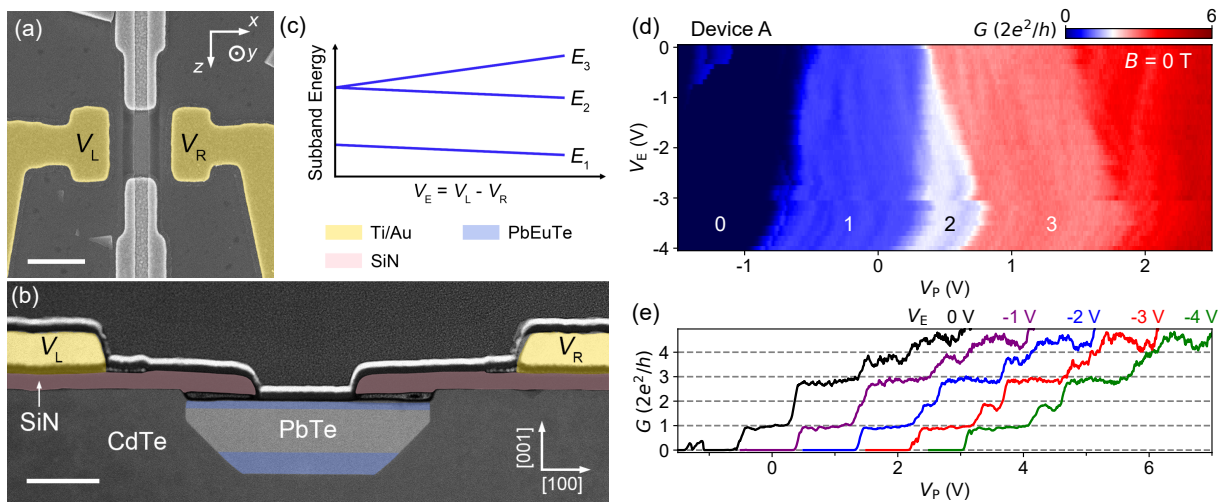 (a)
x
y
z
V_L
V_R
(c)
Subband Energy
E_3
E_2
E_1
V_E = V_L - V_R
Ti/Au
PbEuTe
SiN
(b)
V_L
V_R
SiN
CdTe
PbTe
[001]
[100]
(d)
Device A
G (2e²/h)
0
6
B = 0 T
V_E (V)
0
-1
-2
-3
-4
0
1
2
3
-1
0
1
2
V_P (V)
(e)
V_E 0 V -1 V -2 V -3 V -4 V
G (2e²/h)
4
3
2
1
0
0
2
4
6
V_P (V)